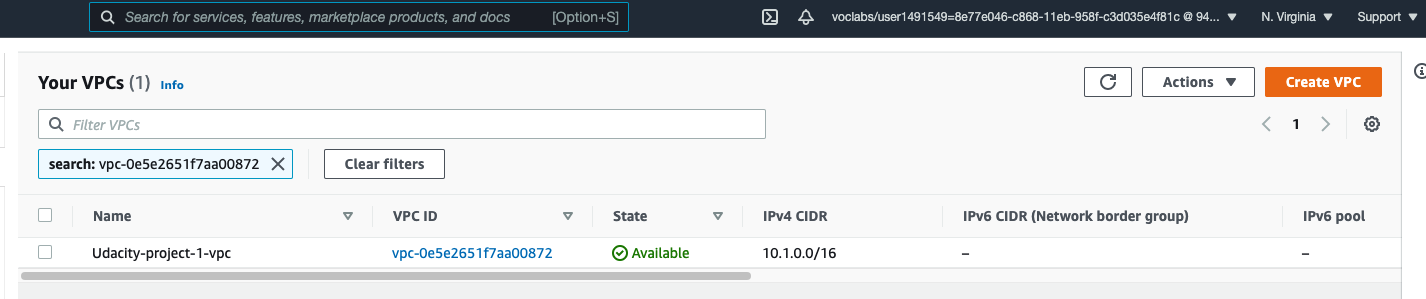 Search for services, features, marketplace products, and docs [Option+S] voclabs/user1491549=8e77e046-c868-11eb-958f-c3d035e4f81c @ 94... N. Virginia Support
Your VPCs (1) Info Actions Create VPC
Filter VPCs 1
search: vpc-0e5e2651f7aa00872 Clear filters
Name VPC ID State IPv4 CIDR IPv6 CIDR (Network border group) IPv6 pool
Udacity-project-1-vpc vpc-0e5e2651f7aa00872 Available 10.1.0.0/16 – –